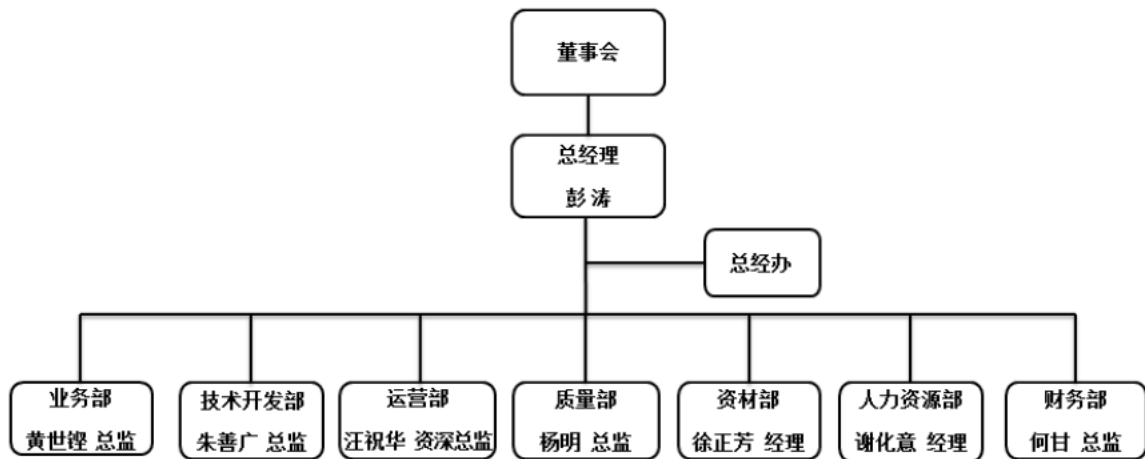 董事会
总经理
彭涛
总经办
业务部
黄世铿 总监
技术开发部
朱善广 总监
运营部
汪祝华 资深总监
质量部
杨明 总监
资材部
徐正芳 经理
人力资源部
谢化意 经理
财务部
何甘 总监